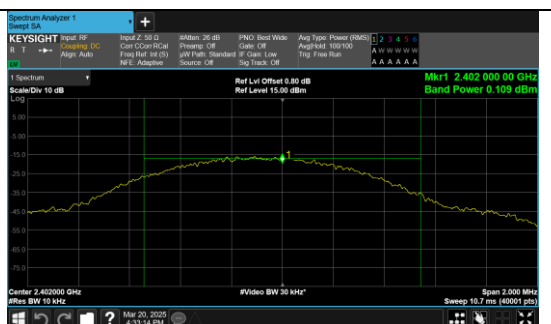 Spectrum Analyzer 1
Swept SA
+
KEYSIGHT Input: RF Input Z: 50 Ω #Atten: 26 dB PNO: Best Wide Avg Type: Power (RMS) 1 2 3 4 5 6
R T Coupling: DC Corr CCorr RCal Preamp: Off Gate: Off Avg|Hold: 100/100 A W W W W W
Align: Auto Freq Ref: Int (S) µW Path: Standard IF Gain: Low Trig: Free Run
LV NFE: Adaptive Source: Off Sig Track: Off A A A A A A
1 Spectrum Ref Lvl Offset 0.80 dB Mkr1 2.402 000 00 GHz
Scale/Div 10 dB Ref Level 15.00 dBm Band Power 0.109 dBm
Log
5.00
-5.00
-15.0
-25.0
-35.0
-45.0
-55.0
-65.0
-75.0
1
Center 2.402000 GHz #Video BW 30 kHz* Span 2.000 MHz
#Res BW 10 kHz Sweep 10.7 ms (40001 pts)
? Mar 20, 2025
4:33:14 PM